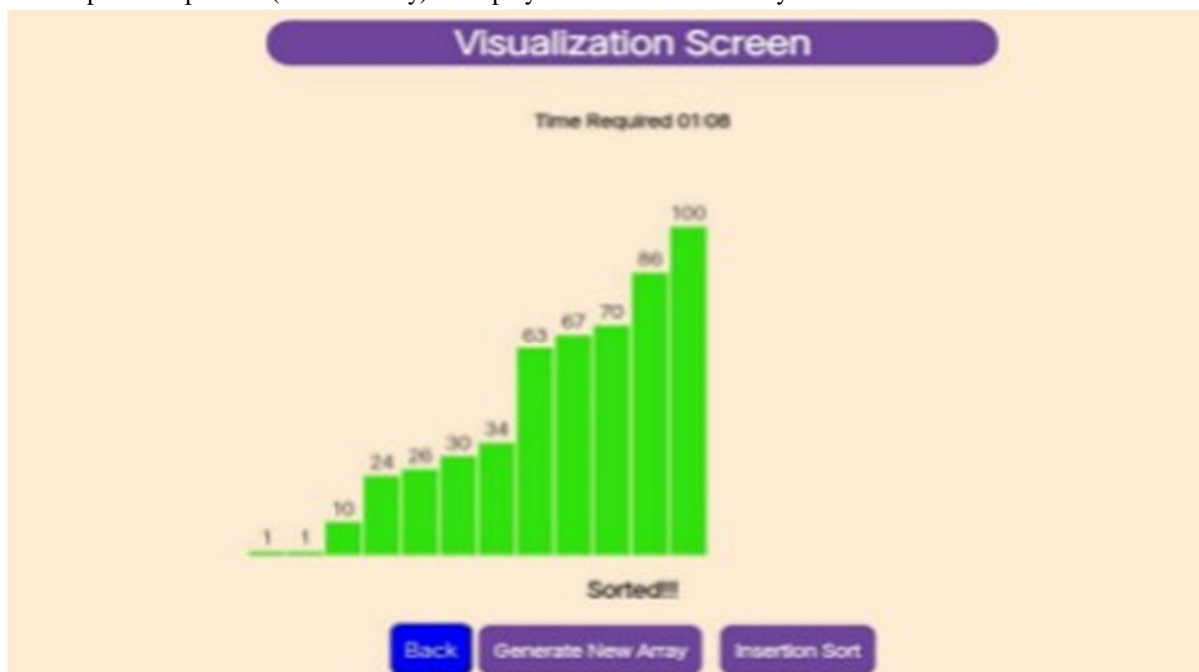 Visualization Screen
Time Required 01:08
100
86
70
67
63
34
30
26
24
10
1 1
Sorted!!!
Back Generate New Array Insertion Sort